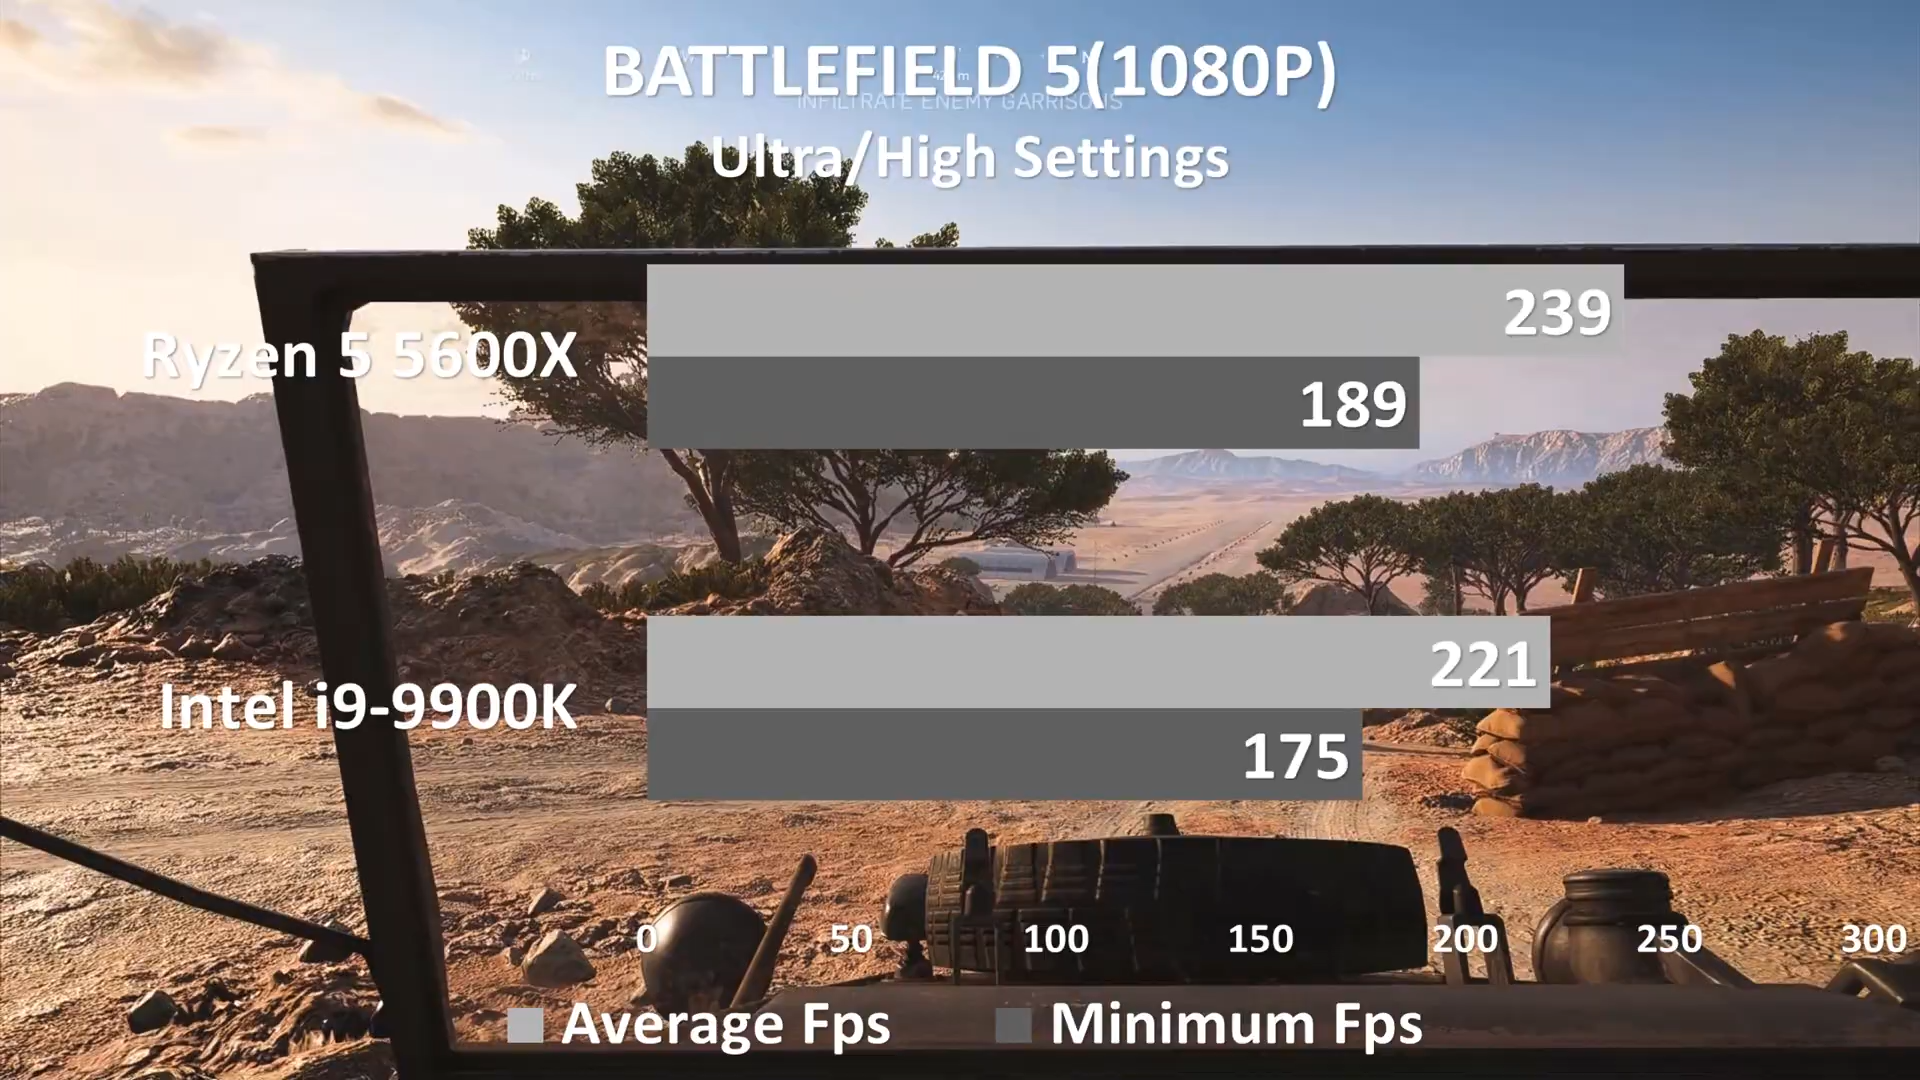 BATTLEFIELD 5(1080P)
INFILTRATE ENEMY GARRISONS
Ultra/High Settings
239
Ryzen 5 5600X
189
221
Intel i9-9900K
175
0 50 100 150 200 250 300
Average Fps Minimum Fps